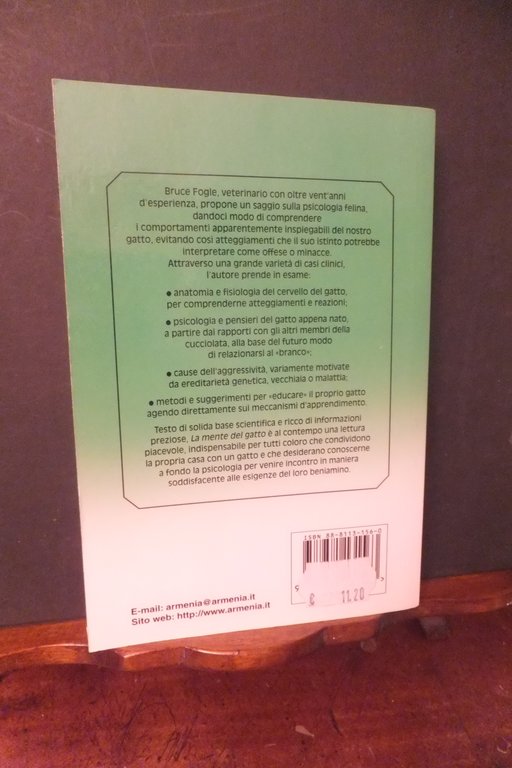 Bruce Fogle, veterinario con oltre vent'anni
d'esperienza, propone un saggio sulla psicologia felina,
dandoci modo di comprendere
i comportamenti apparentemente inspiegabili del nostro
gatto, evitando così atteggiamenti che il suo istinto potrebbe
interpretare come offese o minacce.
Attraverso una grande varietà di casi clinici,
l'autore prende in esame:
• anatomia e fisiologia del cervello del gatto,
per comprenderne atteggiamenti e reazioni;
• psicologia e pensieri del gatto appena nato,
a partire dai rapporti con gli altri membri della
cucciolata, alla base del futuro modo
di relazionarsi al «branco»;
• cause dell'aggressività, variamente motivate
da ereditarietà genetica, vecchiaia o malattia;
• metodi e suggerimenti per «educare» il proprio gatto
agendo direttamente sui meccanismi d'apprendimento.
Testo di solida base scientifica e ricco di informazioni
preziose, La mente del gatto è al contempo una lettura
piacevole, indispensabile per tutti coloro che condividono
la propria casa con un gatto e che desiderano conoscerne
a fondo la psicologia per venire incontro in maniera
soddisfacente alle esigenze del loro beniamino.
ISBN 88-8113-156-0
9
€ 11,20
E-mail: armenia@armenia.it
Sito web: http://www.armenia.it